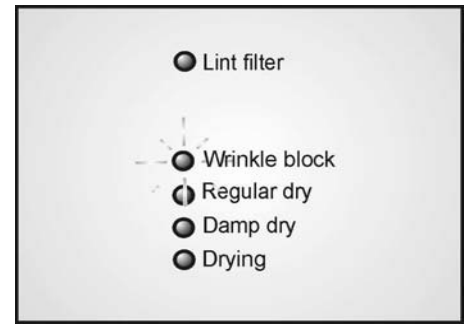 Lint filter
Wrinkle block
Regular dry
Damp dry
Drying